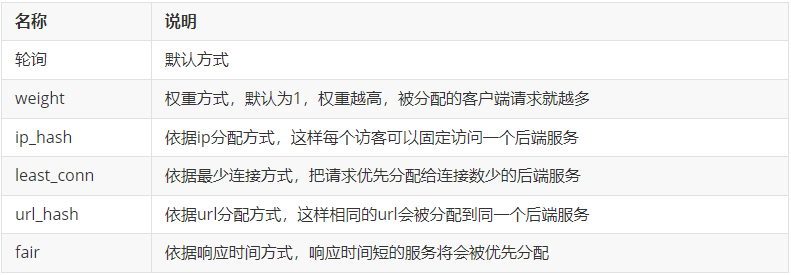 名称 说明
轮询 默认方式
weight 权重方式，默认为1，权重越高，被分配的客户端请求就越多
ip_hash 依据ip分配方式，这样每个访客可以固定访问一个后端服务
least_conn 依据最少连接方式，把请求优先分配给连接数少的后端服务
url_hash 依据url分配方式，这样相同的url会被分配到同一个后端服务
fair 依据响应时间方式，响应时间短的服务将会被优先分配